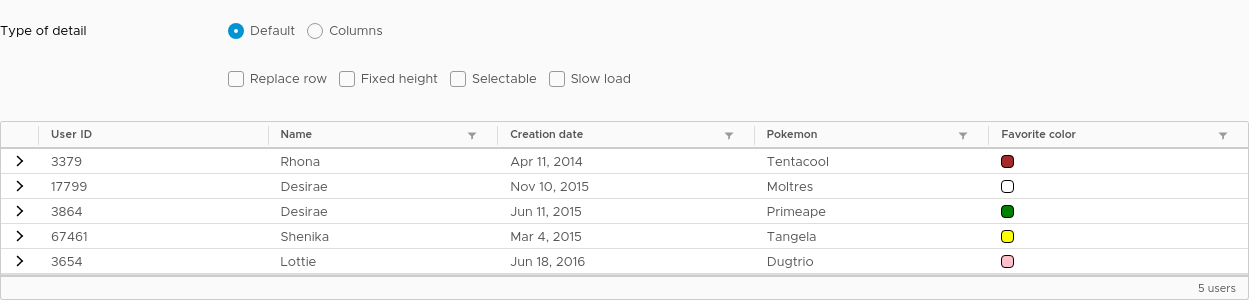 Type of detail Default Columns
Replace row Fixed height Selectable Slow load
User ID Name Creation date Pokemon Favorite color
3379 Rhona Apr 11, 2014 Tentacool
17799 Desirae Nov 10, 2015 Moltres
3864 Desirae Jun 11, 2015 Primeape
67461 Shenika Mar 4, 2015 Tangela
3654 Lottie Jun 18, 2016 Dugtrio
5 users